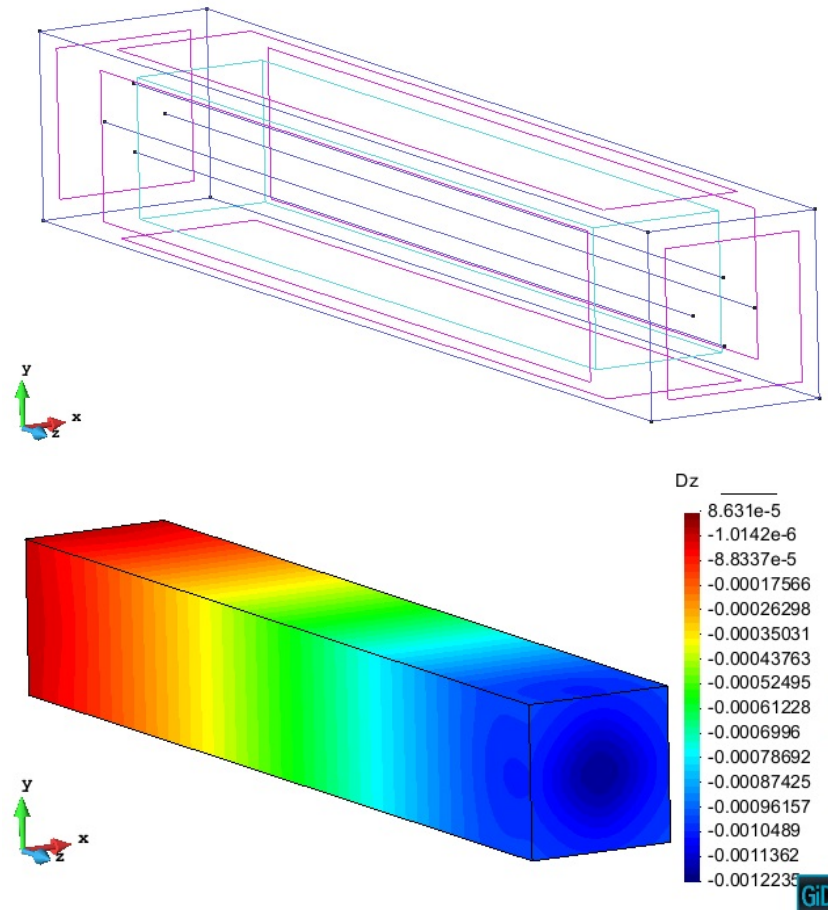 y
x
z
Dz
8.631e-5
-1.0142e-6
-8.8337e-5
-0.00017566
-0.00026298
-0.00035031
-0.00043763
-0.00052495
-0.00061228
-0.0006996
-0.00078692
-0.00087425
-0.00096157
-0.0010489
-0.0011362
-0.0012235
y
x
z
GiD